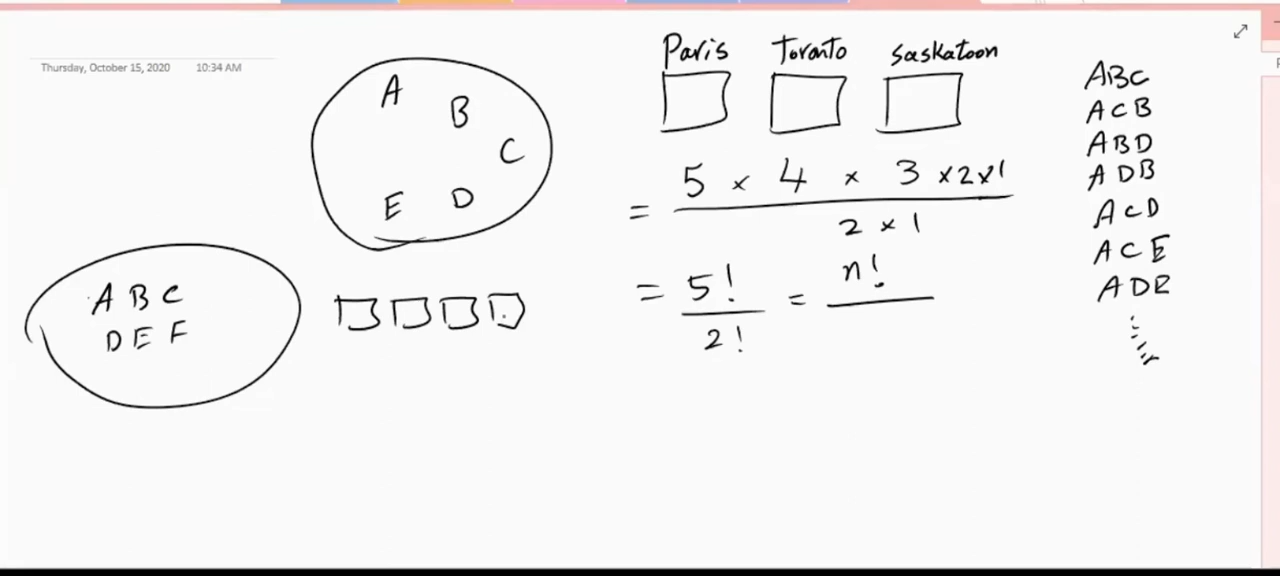 Thursday, October 15, 2020 10:34 AM
A
B
C
E D
A B C
D E F
Paris Toronto Saskatoon
5 × 4 × 3 ×2×1
=
2 × 1
= 5! = n!
2!
ABC
ACB
ABD
ADB
ACD
ACE
ADE